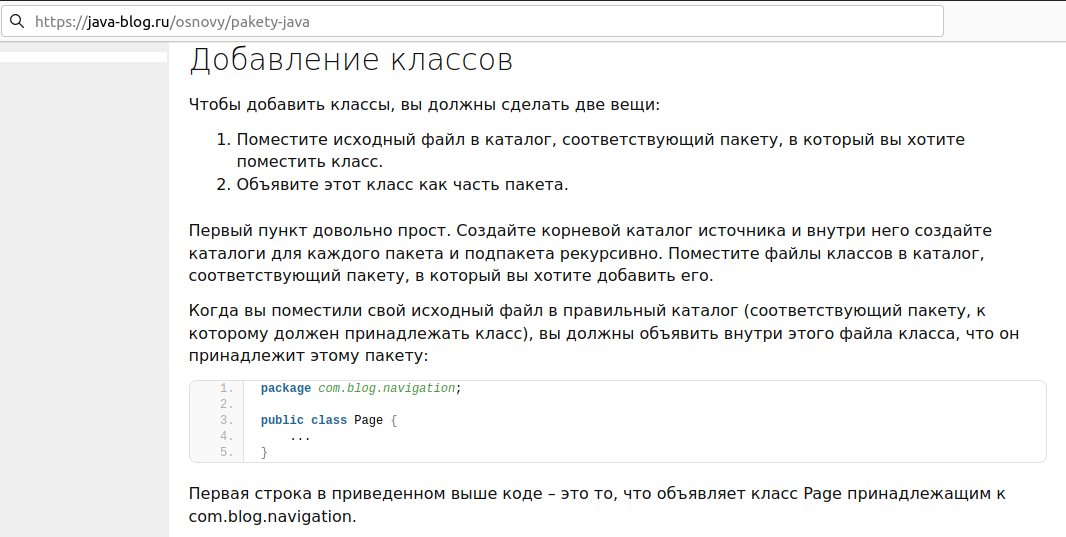 https://java-blog.ru/osnovy/pakety-java
Добавление классов
Чтобы добавить классы, вы должны сделать две вещи:
1. Поместите исходный файл в каталог, соответствующий пакету, в который вы хотите
поместить класс.
2. Объявите этот класс как часть пакета.
Первый пункт довольно прост. Создайте корневой каталог источника и внутри него создайте
каталоги для каждого пакета и подпакета рекурсивно. Поместите файлы классов в каталог,
соответствующий пакету, в который вы хотите добавить его.
Когда вы поместили свой исходный файл в правильный каталог (соответствующий пакету, к
которому должен принадлежать класс), вы должны объявить внутри этого файла класса, что он
принадлежит этому пакету:
1. package com.blog.navigation;
2.
3. public class Page {
4. ...
5. }
Первая строка в приведенном выше коде – это то, что объявляет класс Page принадлежащим к
com.blog.navigation.